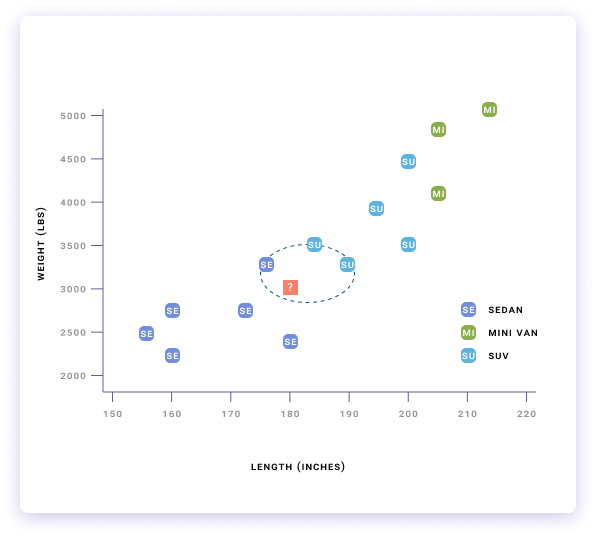 MI
5000
MI
4500
SU
4000
MI
SU
3500
SU
SU
SE
SU
3000
?
SE
SE
2500
SE
SE
SE
2000
WEIGHT (LBS)
SE SEDAN
MI MINI VAN
SU SUV
150 160 170 180 190 200 210 220
LENGTH (INCHES)